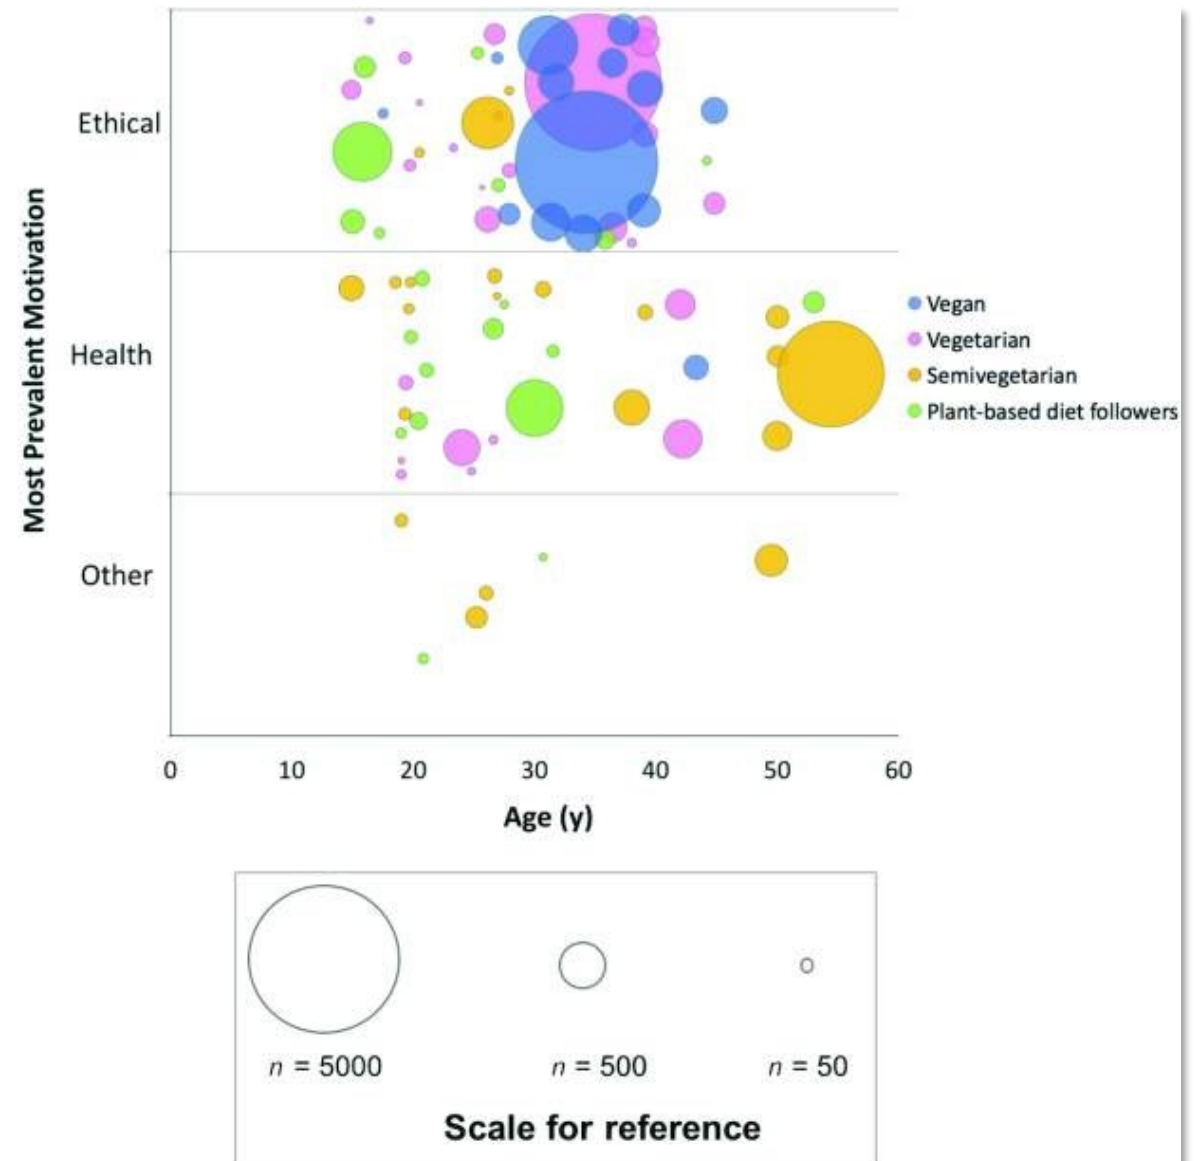 Most Prevalent Motivation
Ethical
Health
Other
Vegan
Vegetarian
Semivegetarian
Plant-based diet followers
0 10 20 30 40 50 60
Age (y)
n = 5000 n = 500 n = 50
Scale for reference